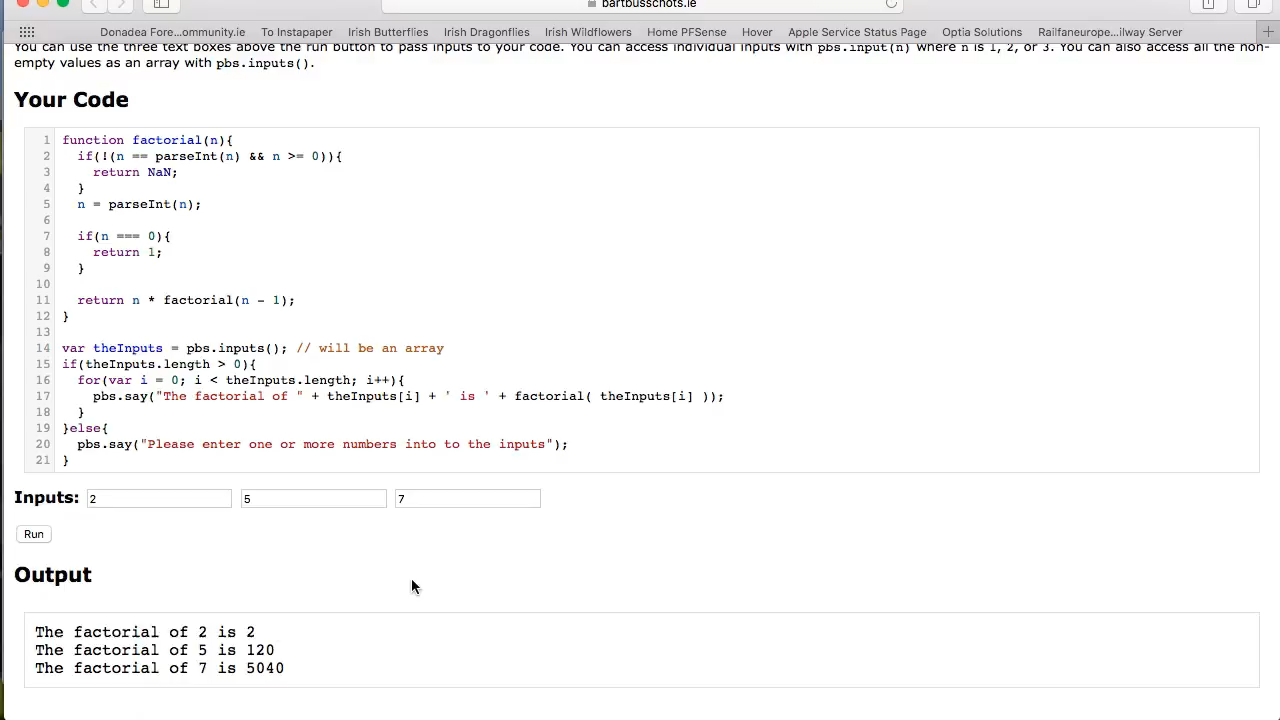 bartbusschots.ie
Donadea Fore...ommunity.ie To Instapaper Irish Butterflies Irish Dragonflies Irish Wildflowers Home PFSense Hover Apple Service Status Page Optia Solutions Railfaneurope...ilway Server
You can use the three text boxes above the run button to pass inputs to your code. You can access individual inputs with pbs.input(n) where n is 1, 2, or 3. You can also access all the non-
empty values as an array with pbs.inputs().
Your Code
1 function factorial(n){
2 if(!(n == parseInt(n) && n >= 0)){
3 return NaN;
4 }
5 n = parseInt(n);
6
7 if(n === 0){
8 return 1;
9 }
10
11 return n * factorial(n - 1);
12 }
13
14 var theInputs = pbs.inputs(); // will be an array
15 if(theInputs.length > 0){
16 for(var i = 0; i < theInputs.length; i++){
17 pbs.say("The factorial of " + theInputs[i] + ' is ' + factorial( theInputs[i] ));
18 }
19 }else{
20 pbs.say("Please enter one or more numbers into to the inputs");
21 }
Inputs: 2 5 7
Run
Output
The factorial of 2 is 2
The factorial of 5 is 120
The factorial of 7 is 5040